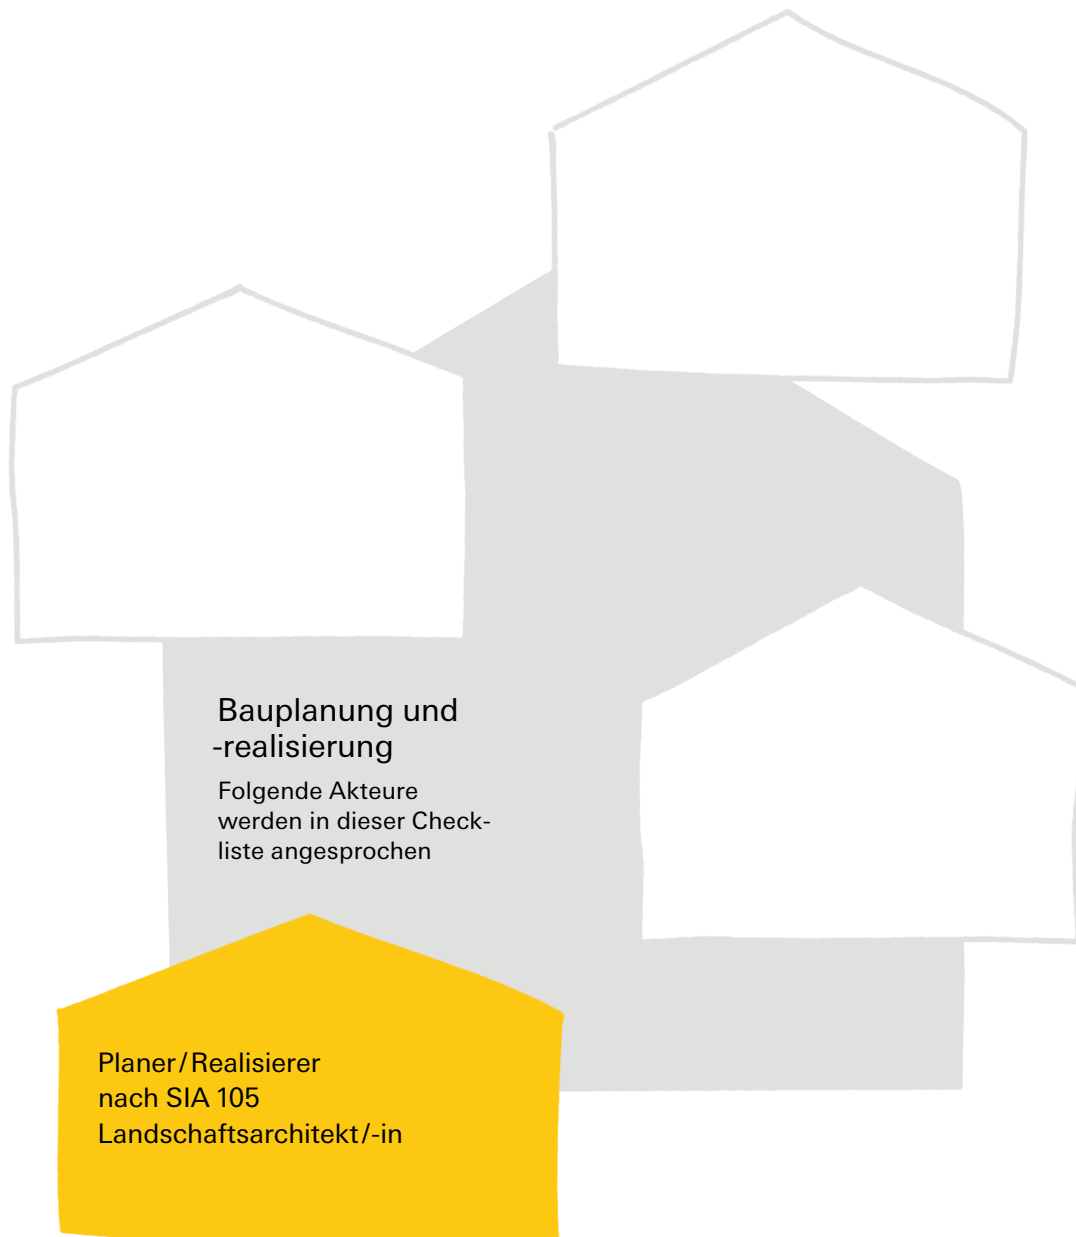 Bauplanung und
-realisierung
Folgende Akteure
werden in dieser Check-
liste angesprochen
Planer/Realisierer
nach SIA 105
Landschaftsarchitekt/-in